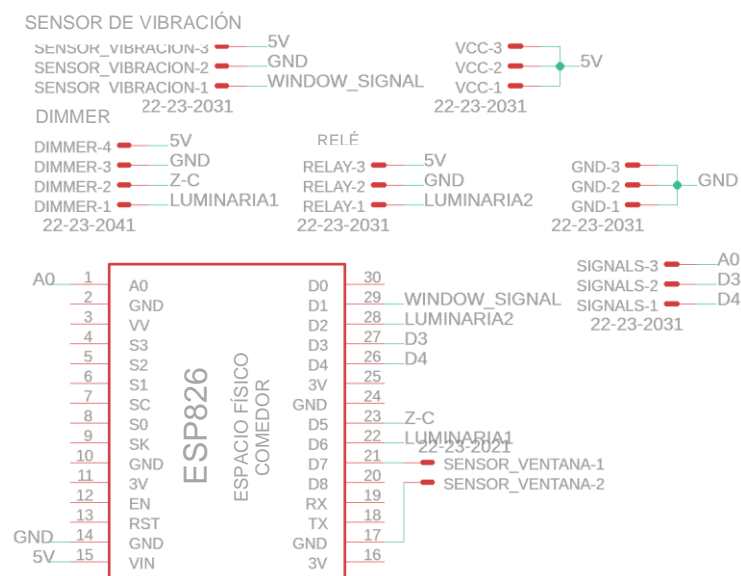 SENSOR DE VIBRACIÓN
SENSOR_VIBRACION-3 5V
SENSOR_VIBRACION-2 GND
SENSOR_VIBRACION-1 WINDOW_SIGNAL
22-23-2031
VCC-3
VCC-2 5V
VCC-1
22-23-2031
DIMMER
DIMMER-4 5V
DIMMER-3 GND
DIMMER-2 Z-C
DIMMER-1 LUMINARIA1
22-23-2041
RELÉ
RELAY-3 5V
RELAY-2 GND
RELAY-1 LUMINARIA2
22-23-2031
GND-3
GND-2 GND
GND-1
22-23-2031
SIGNALS-3 A0
SIGNALS-2 D3
SIGNALS-1 D4
22-23-2031
A0 1 A0
2 GND
3 VV
4 S3
5 S2
6 S1
7 SC
8 S0
9 SK
10 GND
11 3V
12 EN
13 RST
GND 14 GND
5V 15 VIN
ESP826
ESPACIO FÍSICO
COMEDOR
D0 30
D1 29 WINDOW_SIGNAL
D2 28 LUMINARIA2
D3 27 D3
D4 26 D4
3V 25
GND 24
D5 23 Z-C
D6 22 LUMINARIA1
22-23-2021
D7 21 SENSOR_VENTANA-1
D8 20 SENSOR_VENTANA-2
RX 19
TX 18
GND 17
3V 16